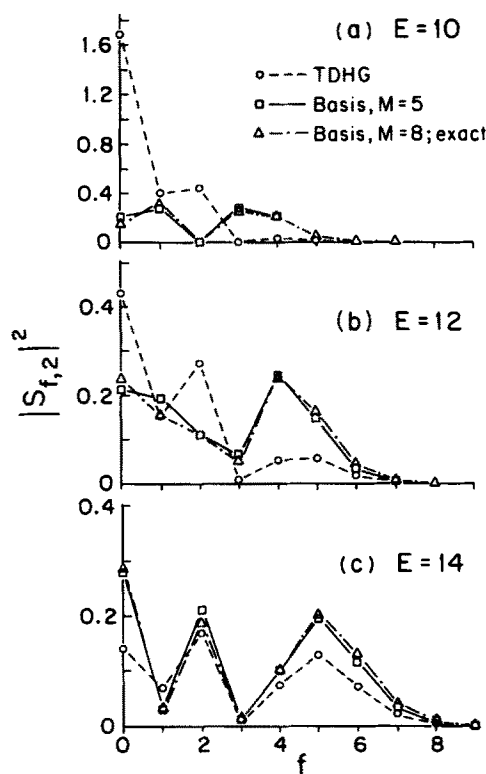 (a) E=10
1.6
1.2
0.8
0.4
0
TDHG
Basis, M=5
Basis, M=8; exact
(b) E=12
0.4
0.2
0
|S_{f,2}|^2
(c) E=14
0.4
0.2
0
0 2 4 6 8
f